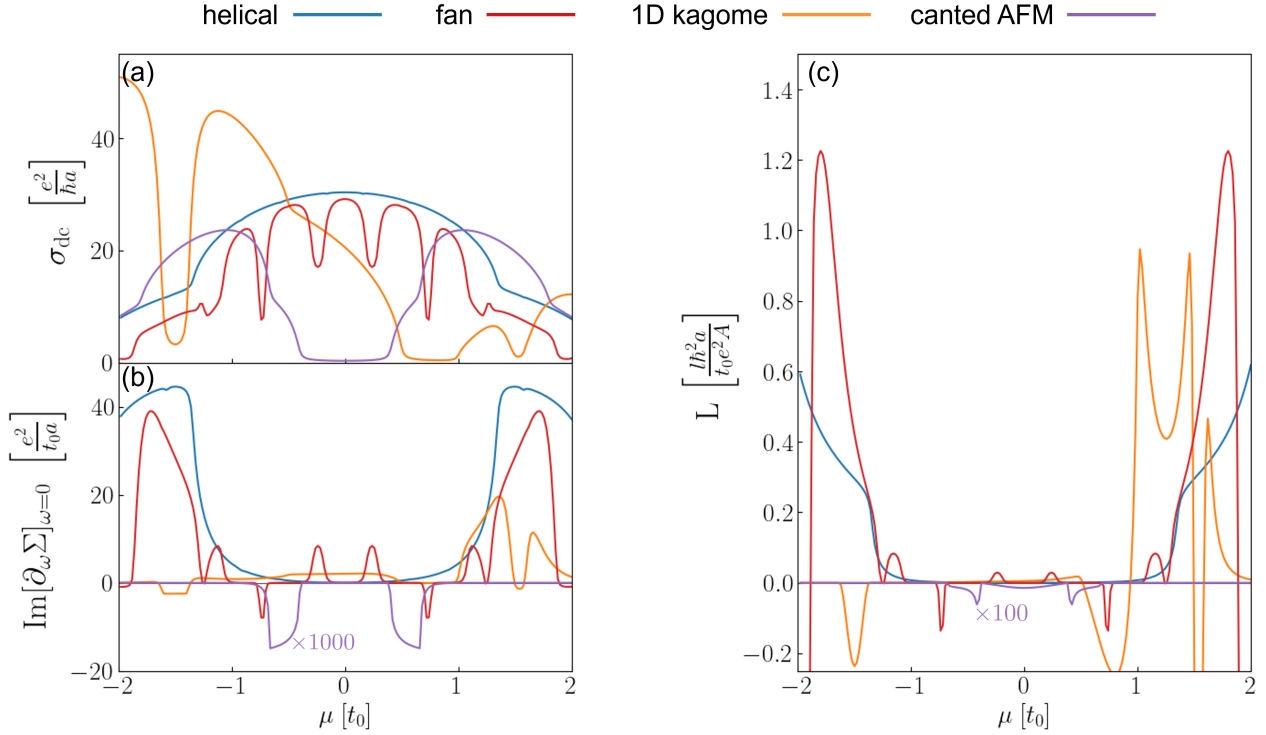 helical fan 1D kagome canted AFM
(a)
σ_dc [e²/ħa]
40
20
0
(b)
Im[∂_ωΣ]_ω=0 [e²/t₀a]
40
20
0
−20
×1000
−2 −1 0 1 2
μ [t₀]
(c)
L [lħ²a/t₀e²A]
1.4
1.2
1.0
0.8
0.6
0.4
0.2
0.0
−0.2
×100
−2 −1 0 1 2
μ [t₀]